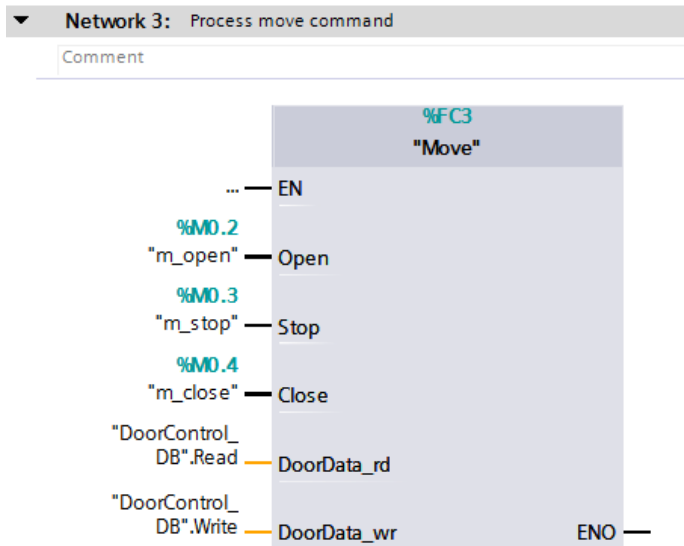 Network 3: Process move command
Comment
%FC3
"Move"
... EN
%M0.2
"m_open" Open
%M0.3
"m_stop" Stop
%M0.4
"m_close" Close
"DoorControl_
DB".Read DoorData_rd
"DoorControl_
DB".Write DoorData_wr ENO